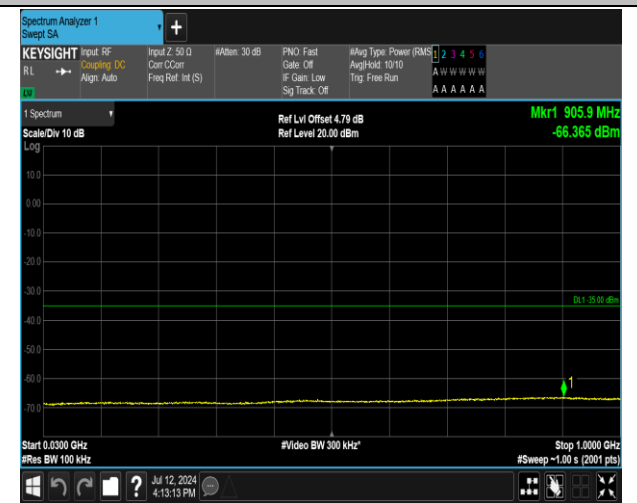 Spectrum Analyzer 1
Swept SA
+
KEYSIGHT Input: RF Input Z: 50 Ω #Atten: 30 dB PNO: Fast #Avg Type: Power (RMS 1 2 3 4 5 6
RL Coupling: DC Corr CCorr Gate: Off Avg|Hold: 10/10 A W W W W W
Align: Auto Freq Ref: Int (S) IF Gain: Low Trig: Free Run
Sig Track: Off A A A A A A
1 Spectrum
Ref Lvl Offset 4.79 dB Mkr1 905.9 MHz
Scale/Div 10 dB Ref Level 20.00 dBm -66.365 dBm
Log
10.0
0.00
-10.0
-20.0
-30.0
DL1 -35.00 dBm
-40.0
-50.0
-60.0
1
-70.0
Start 0.0300 GHz #Video BW 300 kHz* Stop 1.0000 GHz
#Res BW 100 kHz #Sweep ~1.00 s (2001 pts)
? Jul 12, 2024
4:13:13 PM